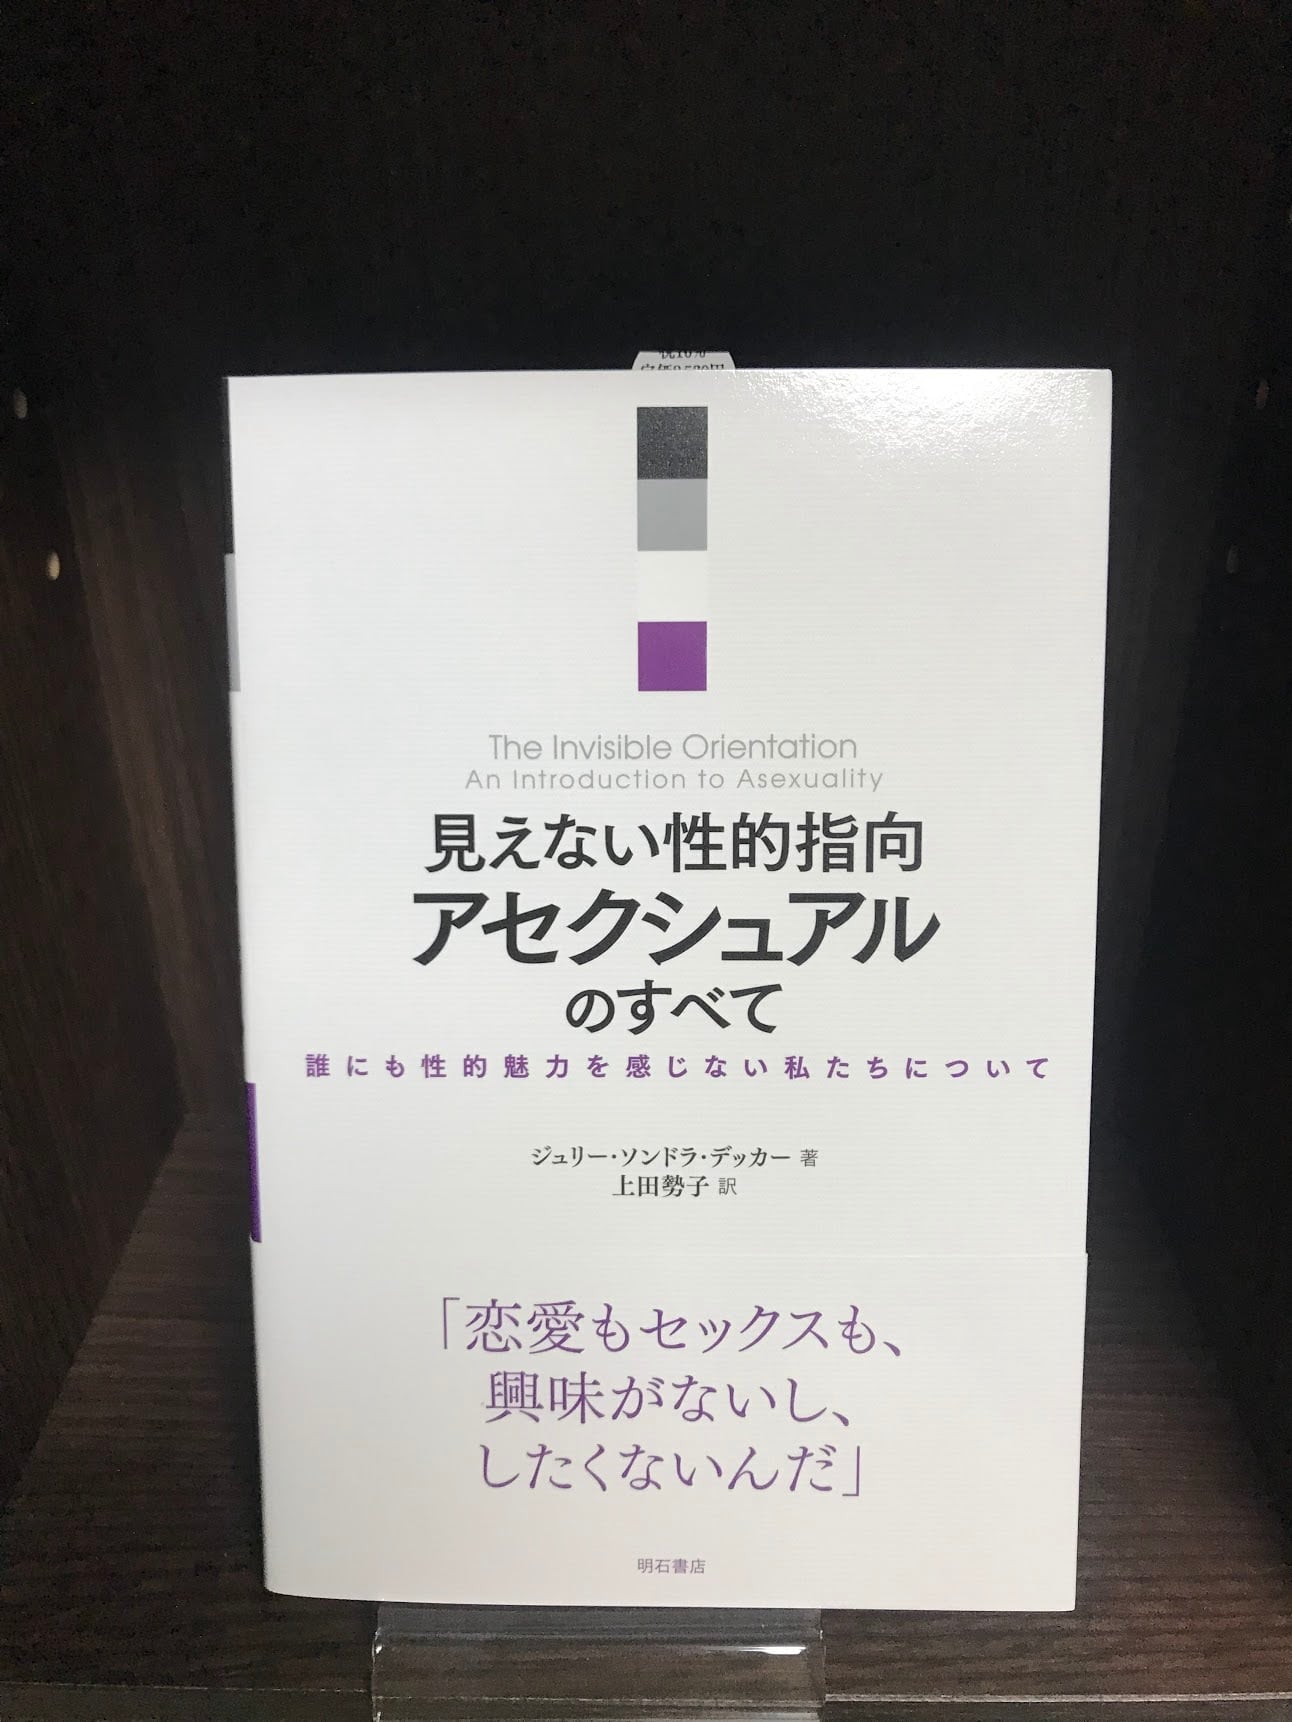 The Invisible Orientation
An Introduction to Asexuality
見えない性的指向
アセクシュアル
のすべて
誰にも性的魅力を感じない私たちについて
ジュリー・ソンドラ・デッカー 著
上田勢子 訳
「恋愛もセックスも、
興味がないし、
したくないんだ」
明石書店